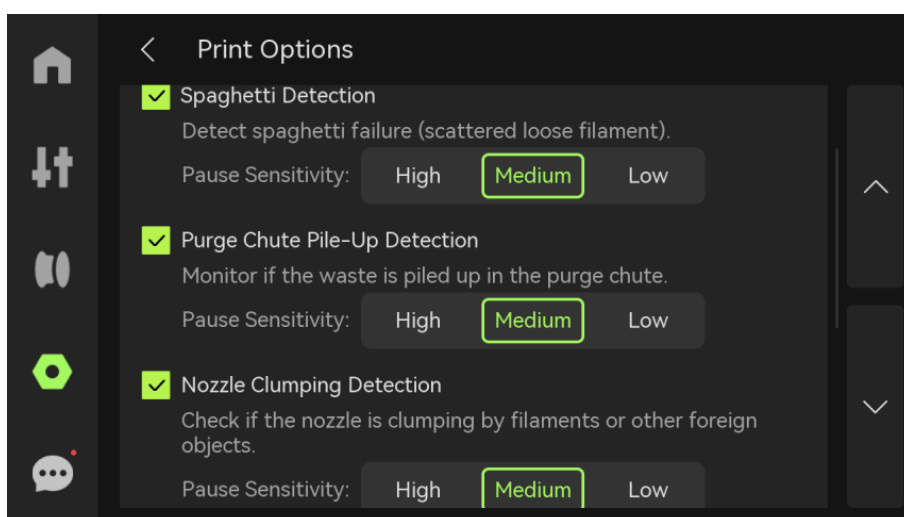 Print Options
Spaghetti Detection
Detect spaghetti failure (scattered loose filament).
Pause Sensitivity: High Medium Low
Purge Chute Pile-Up Detection
Monitor if the waste is piled up in the purge chute.
Pause Sensitivity: High Medium Low
Nozzle Clumping Detection
Check if the nozzle is clumping by filaments or other foreign
objects.
Pause Sensitivity: High Medium Low